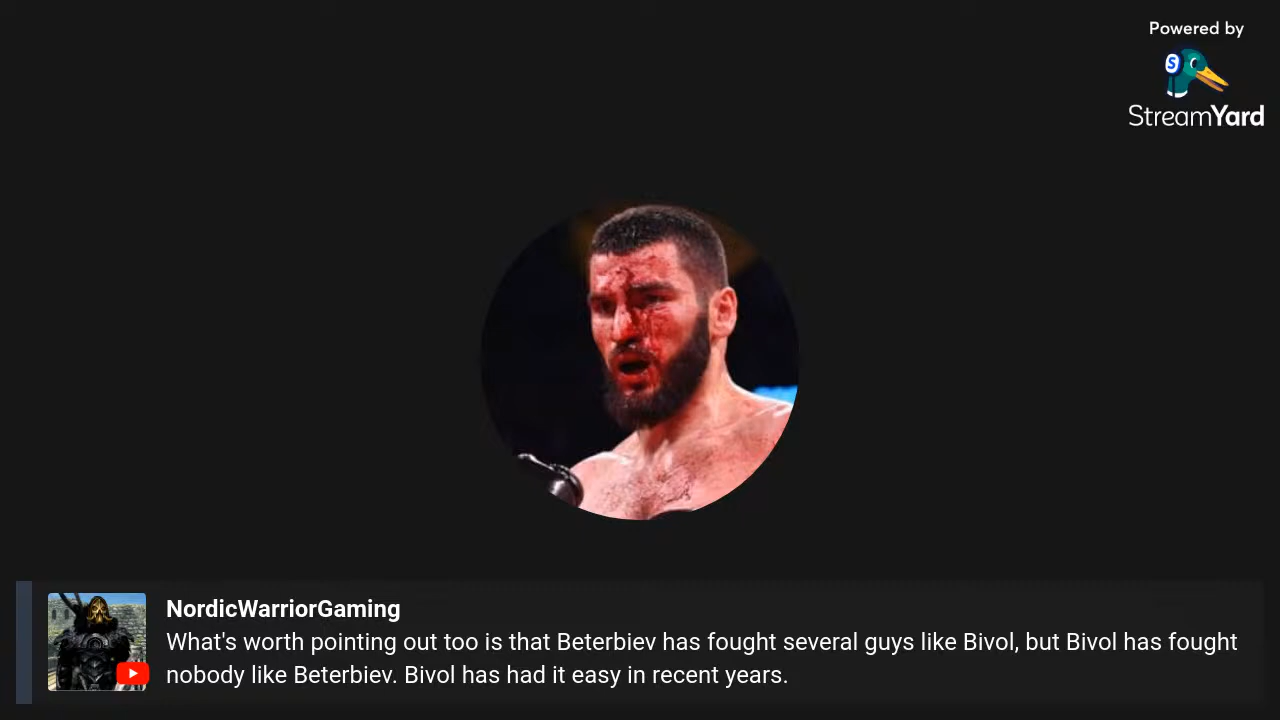 Powered by
S
StreamYard
NordicWarriorGaming
What's worth pointing out too is that Beterbiev has fought several guys like Bivol, but Bivol has fought
nobody like Beterbiev. Bivol has had it easy in recent years.